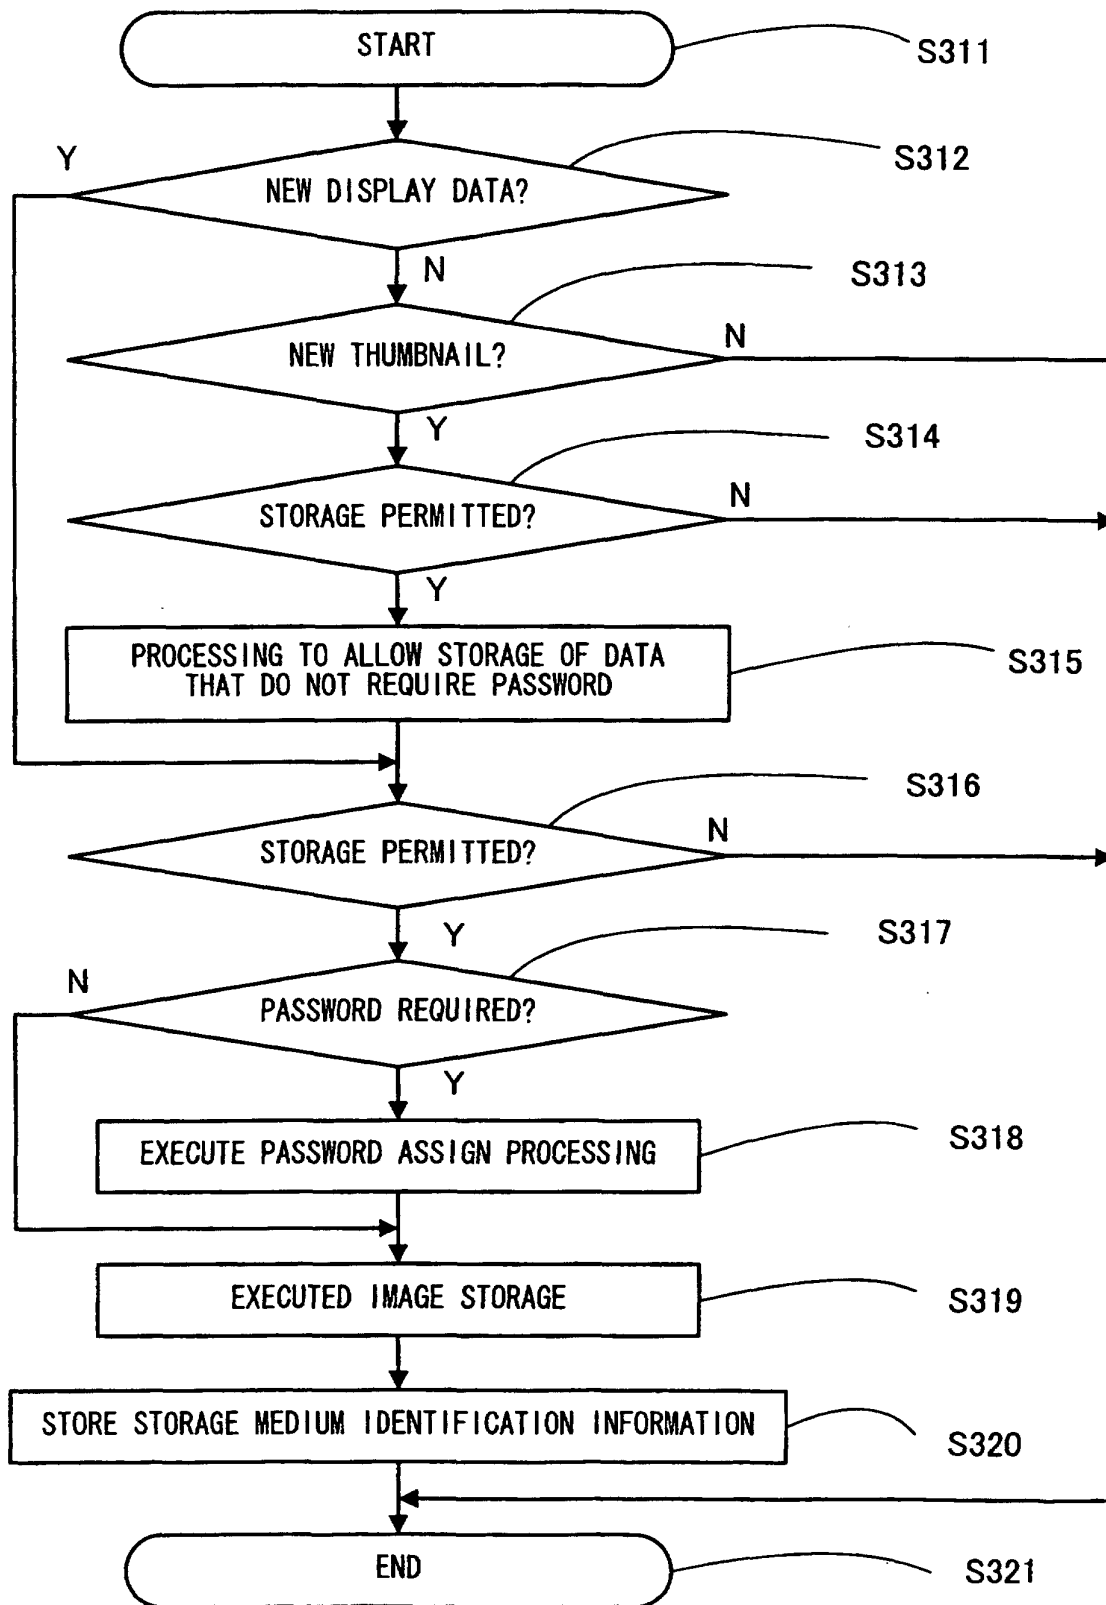 START
S311
Y
NEW DISPLAY DATA?
S312
N
S313
NEW THUMBNAIL?
N
Y
S314
STORAGE PERMITTED?
N
Y
PROCESSING TO ALLOW STORAGE OF DATA
THAT DO NOT REQUIRE PASSWORD
S315
S316
STORAGE PERMITTED?
N
Y
S317
N
PASSWORD REQUIRED?
Y
EXECUTE PASSWORD ASSIGN PROCESSING
S318
EXECUTED IMAGE STORAGE
S319
STORE STORAGE MEDIUM IDENTIFICATION INFORMATION
S320
END
S321